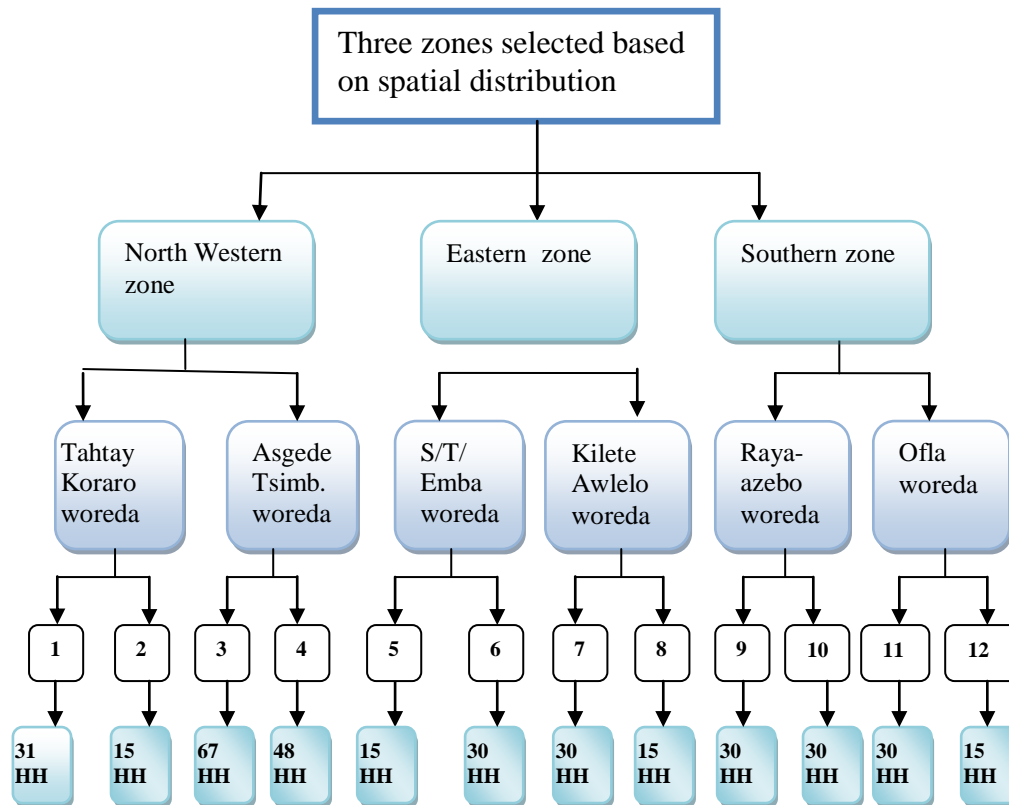 Three zones selected based
on spatial distribution
North Western
zone
Eastern zone
Southern zone
Tahtay
Koraro
woreda
Asgede
Tsimb.
woreda
S/T/
Emba
woreda
Kilete
Awlelo
woreda
Raya-
azebo
woreda
Ofla
woreda
1
2
3
4
5
6
7
8
9
10
11
12
31
HH
15
HH
67
HH
48
HH
15
HH
30
HH
30
HH
15
HH
30
HH
30
HH
30
HH
15
HH